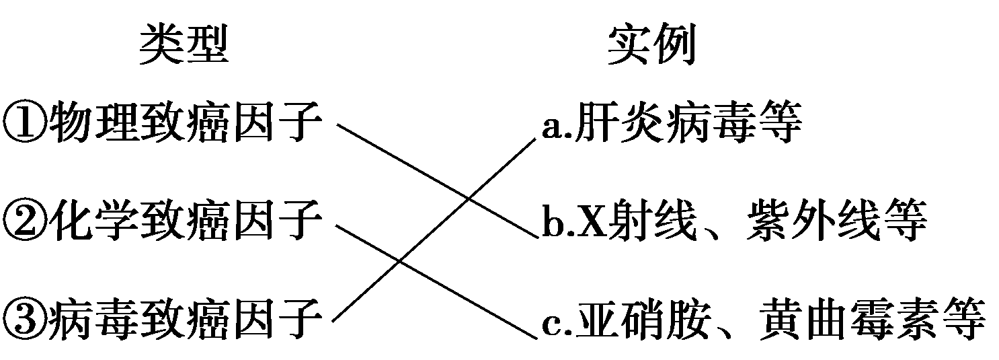 类型 实例
①物理致癌因子 a.肝炎病毒等
②化学致癌因子 b.X射线、紫外线等
③病毒致癌因子 c.亚硝胺、黄曲霉素等